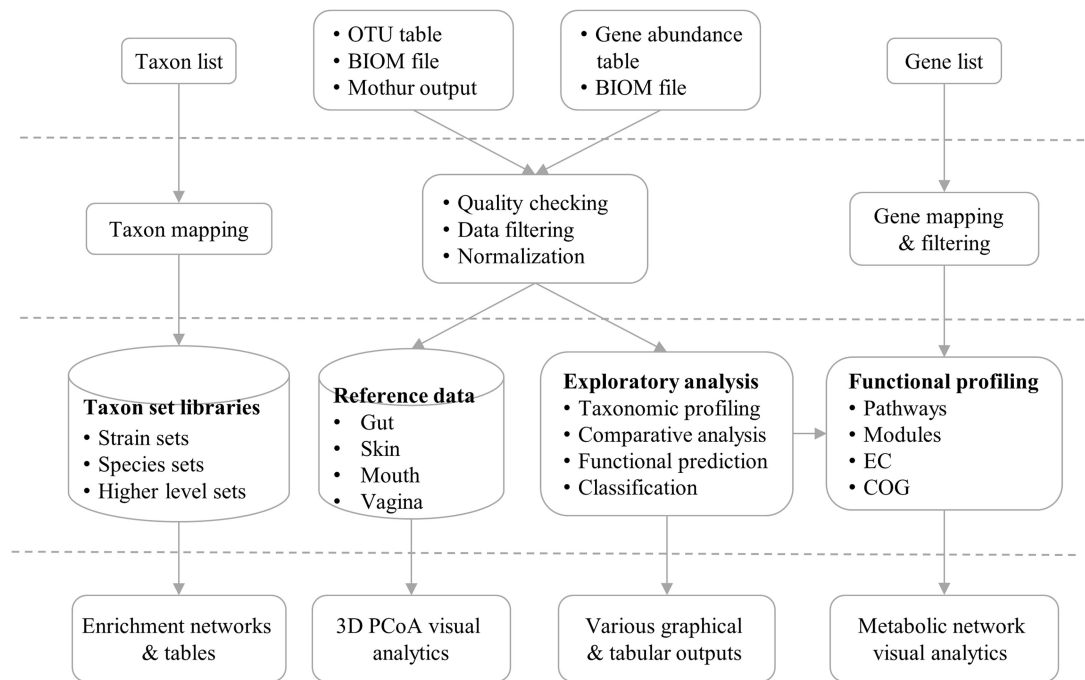 Taxon list
• OTU table
• BIOM file
• Mothur output
• Gene abundance
table
• BIOM file
Gene list
Taxon mapping
• Quality checking
• Data filtering
• Normalization
Gene mapping
& filtering
Taxon set libraries
• Strain sets
• Species sets
• Higher level sets
Reference data
• Gut
• Skin
• Mouth
• Vagina
Exploratory analysis
• Taxonomic profiling
• Comparative analysis
• Functional prediction
• Classification
Functional profiling
• Pathways
• Modules
• EC
• COG
Enrichment networks
& tables
3D PCoA visual
analytics
Various graphical
& tabular outputs
Metabolic network
visual analytics